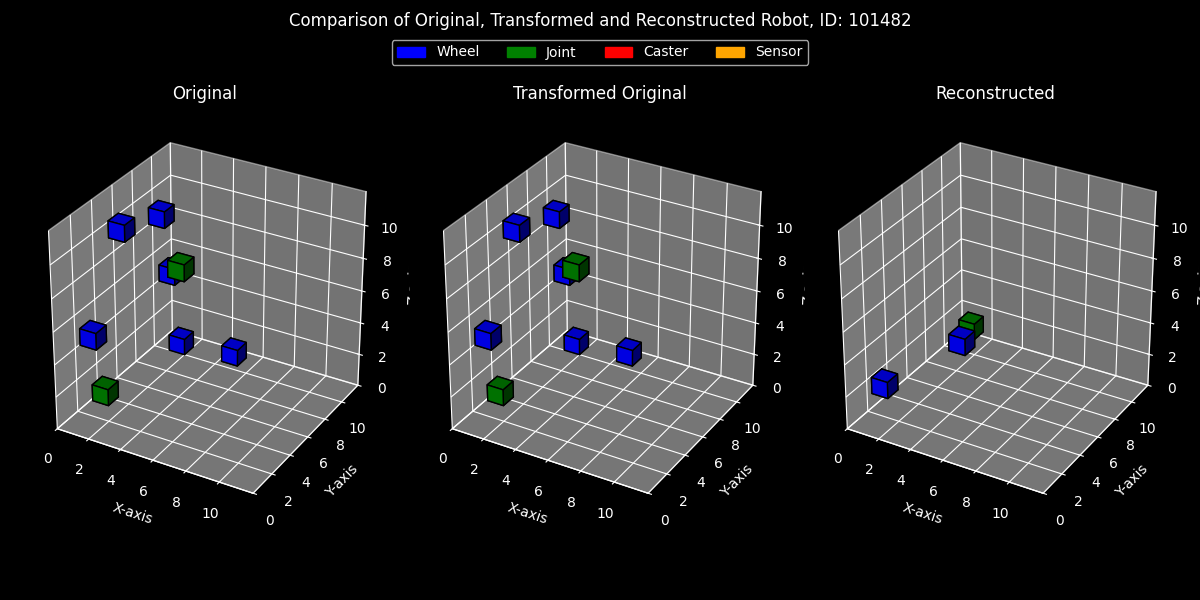 Comparison of Original, Transformed and Reconstructed Robot, ID: 101482
Wheel Joint Caster Sensor
Original Transformed Original Reconstructed
10 10 10
8 8 8
6 6 6
4 4 4
2 2 2
0 0 0
0 2 4 6 8 10 0 2 4 6 8 10 0 2 4 6 8 10
0 2 4 6 8 10 0 2 4 6 8 10 0 2 4 6 8 10
X-axis Y-axis X-axis Y-axis X-axis Y-axis